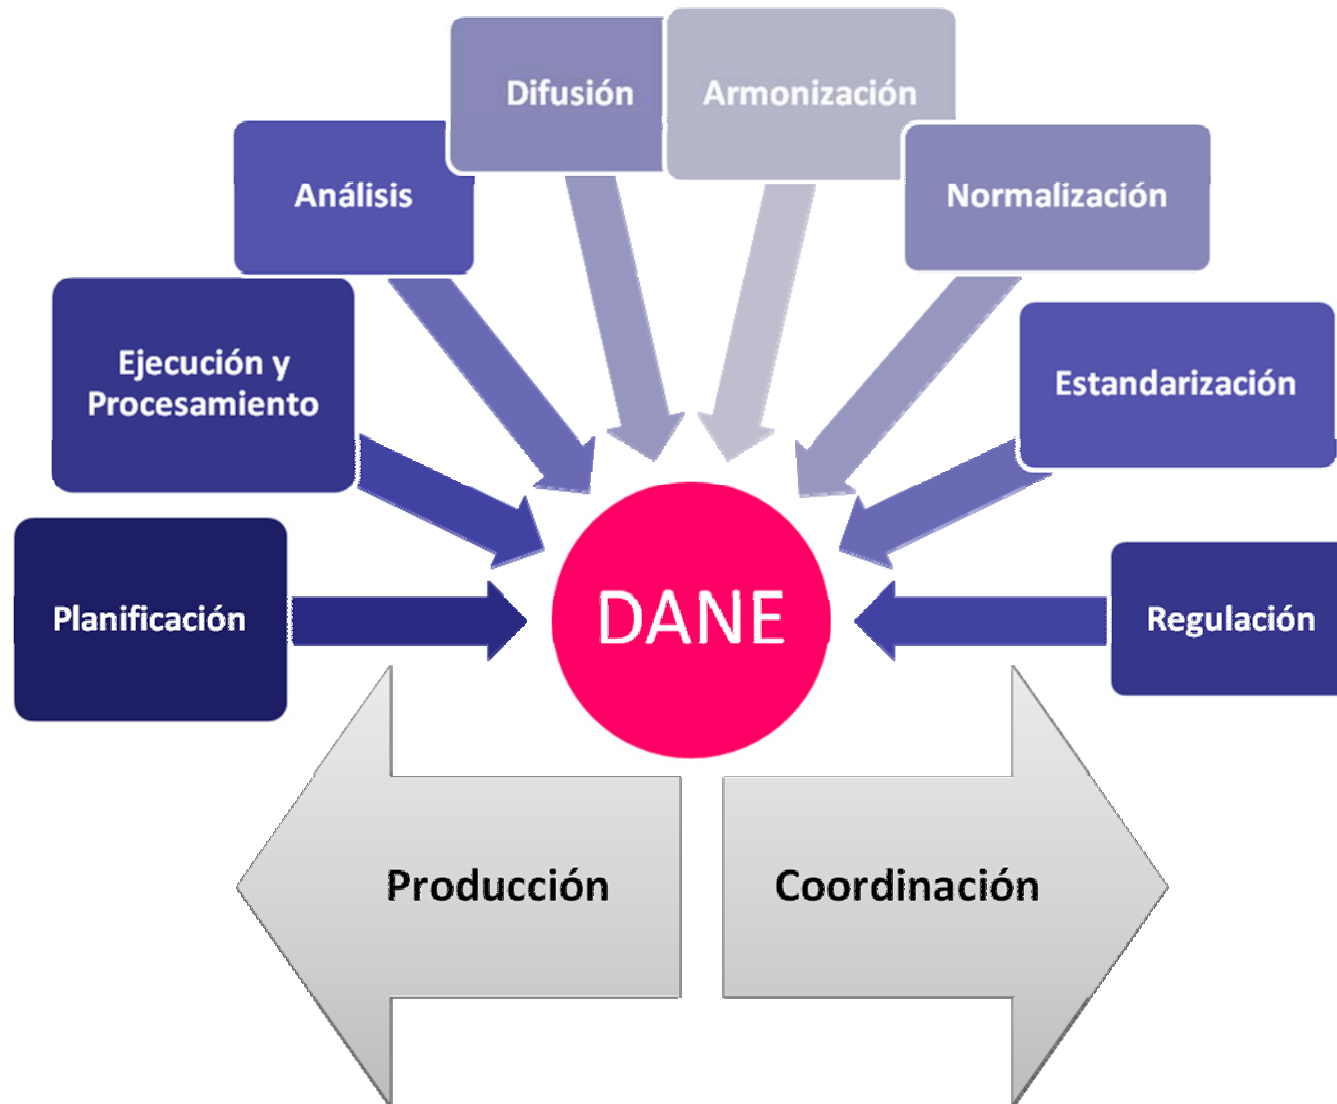 Difusión
Armonización
Análisis
Normalización
Ejecución y
Procesamiento
Estandarización
Planificación
DANE
Regulación
Producción
Coordinación